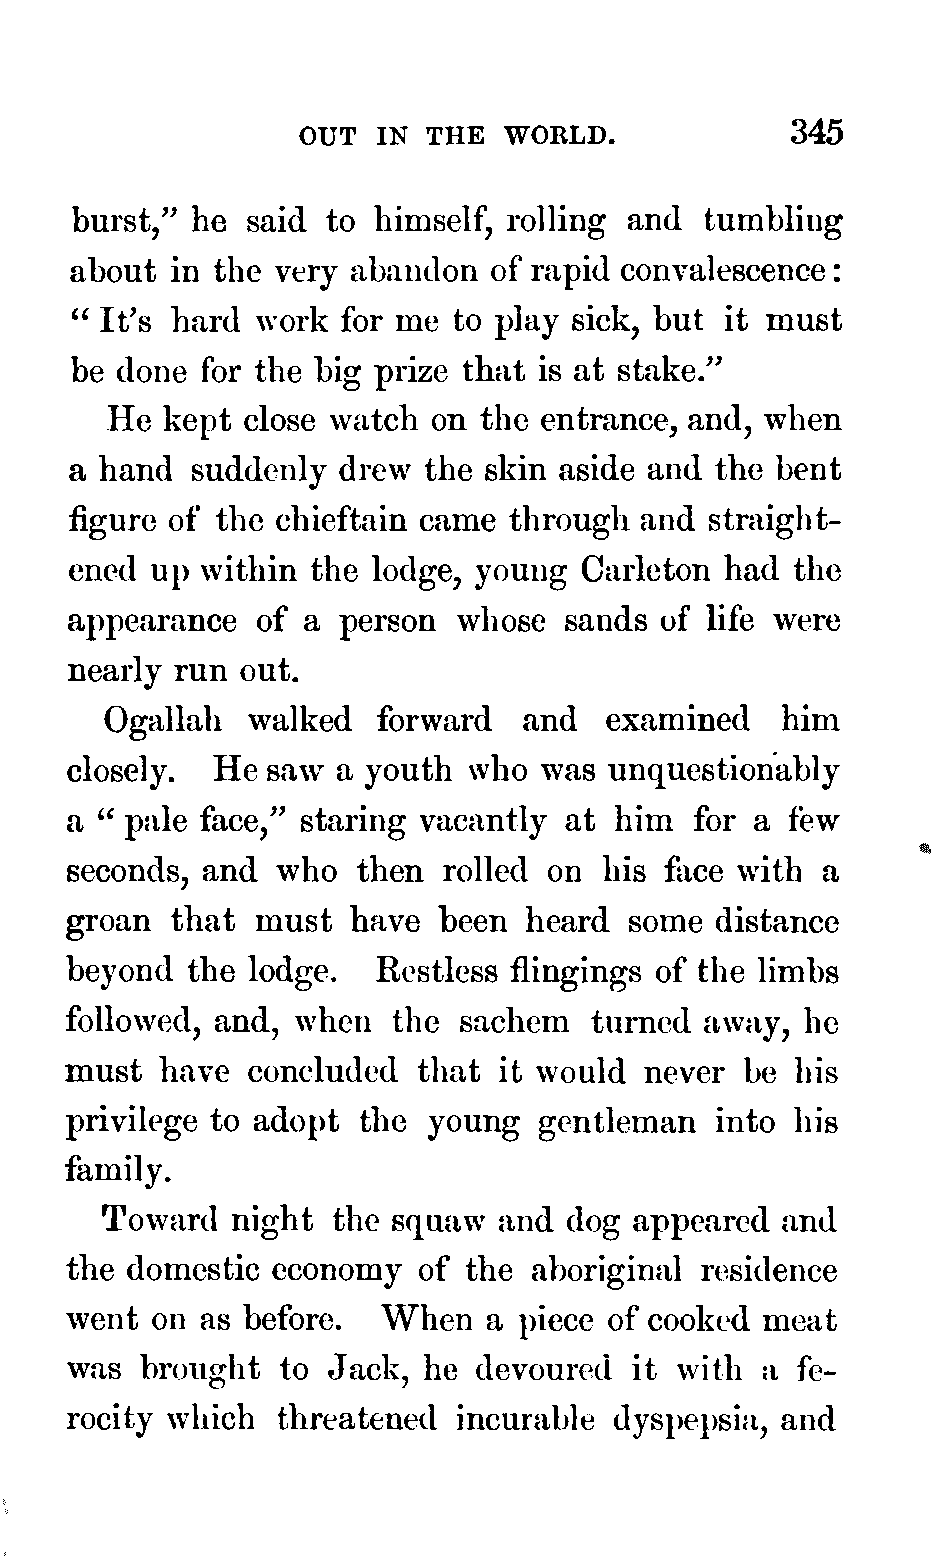 OUT IN THE WORLD. 345
burst,” he said to himself, rolling and tumbling
about in the very abandon of rapid convalescence:
“ It’s hard work for me to play sick, but it must
be done for the big prize that is at stake.”
He kept close watch on the entrance, and, when
a hand suddenly drew the skin aside and the bent
figure of the chieftain came through and straight-
ened up within the lodge, young Carleton had the
appearance of a person whose sands of life were
nearly run out.
Ogallah walked forward and examined him
closely. He saw a youth who was unquestionably
a “ pale face,” staring vacantly at him for a few
seconds, and who then rolled on his face with a
groan that must have been heard some distance
beyond the lodge. Restless flingings of the limbs
followed, and, when the sachem turned away, he
must have concluded that it would never be his
privilege to adopt the young gentleman into his
family.
Toward night the squaw and dog appeared and
the domestic economy of the aboriginal residence
went on as before. When a piece of cooked meat
was brought to Jack, he devoured it with a fe-
rocity which threatened incurable dyspepsia, and